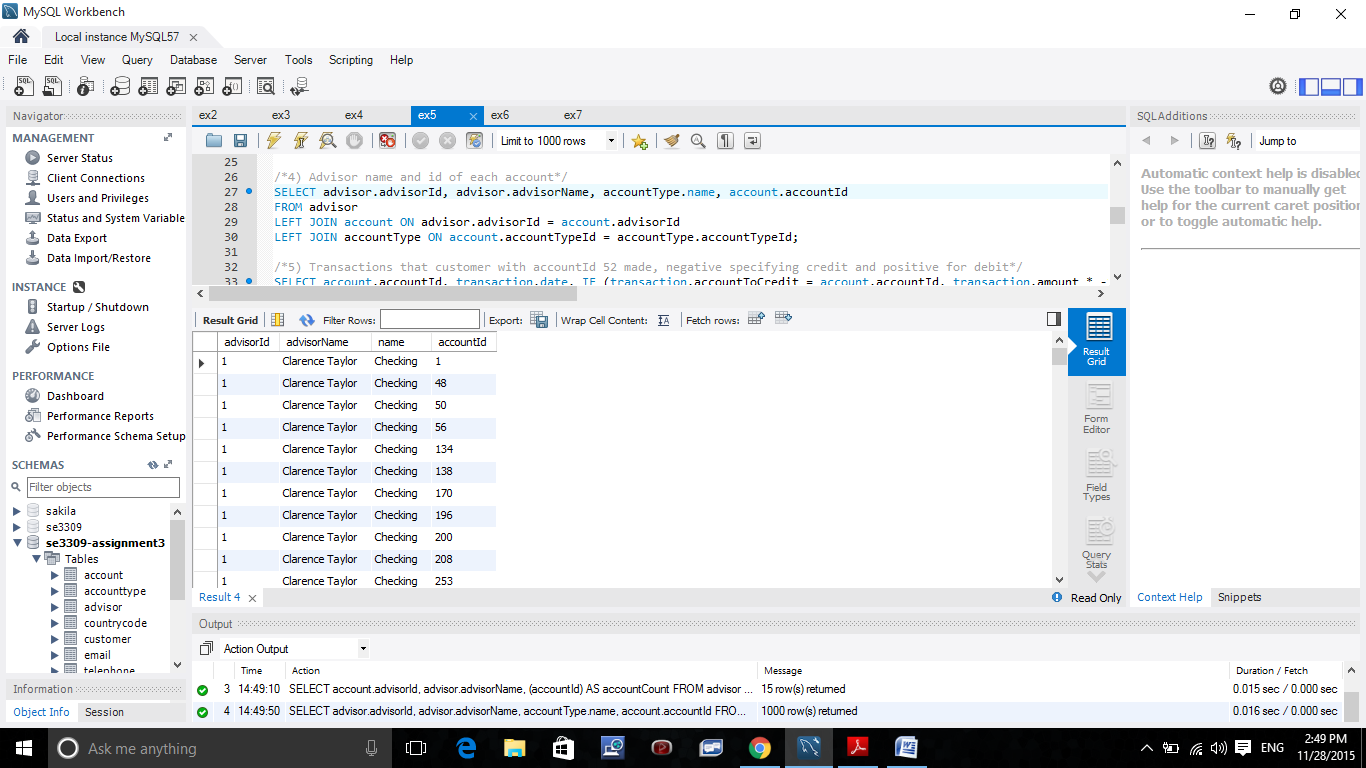 MySQL Workbench
Local instance MySQL57
File Edit View Query Database Server Tools Scripting Help
Navigator
MANAGEMENT
Server Status
Client Connections
Users and Privileges
Status and System Variable
Data Export
Data Import/Restore
INSTANCE
Startup / Shutdown
Server Logs
Options File
PERFORMANCE
Dashboard
Performance Reports
Performance Schema Setup
SCHEMAS
Filter objects
sakila
se3309
se3309-assignment3
Tables
account
accounttype
advisor
countrycode
customer
email
telephone
Information
Object Info Session
ex2 ex3 ex4 ex5 ex6 ex7
Limit to 1000 rows
25
26 /*4) Advisor name and id of each account*/
27 SELECT advisor.advisorId, advisor.advisorName, accountType.name, account.accountId
28 FROM advisor
29 LEFT JOIN account ON advisor.advisorId = account.advisorId
30 LEFT JOIN accountType ON account.accountTypeId = accountType.accountTypeId;
31
32 /*5) Transactions that customer with accountId 52 made, negative specifying credit and positive for debit*/
33 SELECT account.accountId, transaction.date, IF (transaction.accountToCredit = account.accountId, transaction.amount * -
Result Grid Filter Rows: Export: Wrap Cell Content: Fetch rows:
advisorId advisorName name accountId
1 Clarence Taylor Checking 1
1 Clarence Taylor Checking 48
1 Clarence Taylor Checking 50
1 Clarence Taylor Checking 56
1 Clarence Taylor Checking 134
1 Clarence Taylor Checking 138
1 Clarence Taylor Checking 170
1 Clarence Taylor Checking 196
1 Clarence Taylor Checking 200
1 Clarence Taylor Checking 208
1 Clarence Taylor Checking 253
Result
Grid
Form
Editor
Field
Types
Query
Stats
Result 4
Read Only
SQLAdditions
Jump to
Automatic context help is disabled
Use the toolbar to manually get
help for the current caret position
or to toggle automatic help.
Context Help Snippets
Output
Action Output
Time Action Message Duration / Fetch
3 14:49:10 SELECT account.advisorId, advisor.advisorName, (accountId) AS accountCount FROM advisor ... 15 row(s) returned 0.015 sec / 0.000 sec
4 14:49:50 SELECT advisor.advisorId, advisor.advisorName, accountType.name, account.accountId FRO... 1000 row(s) returned 0.016 sec / 0.000 sec
Ask me anything
ENG
2:49 PM
11/28/2015